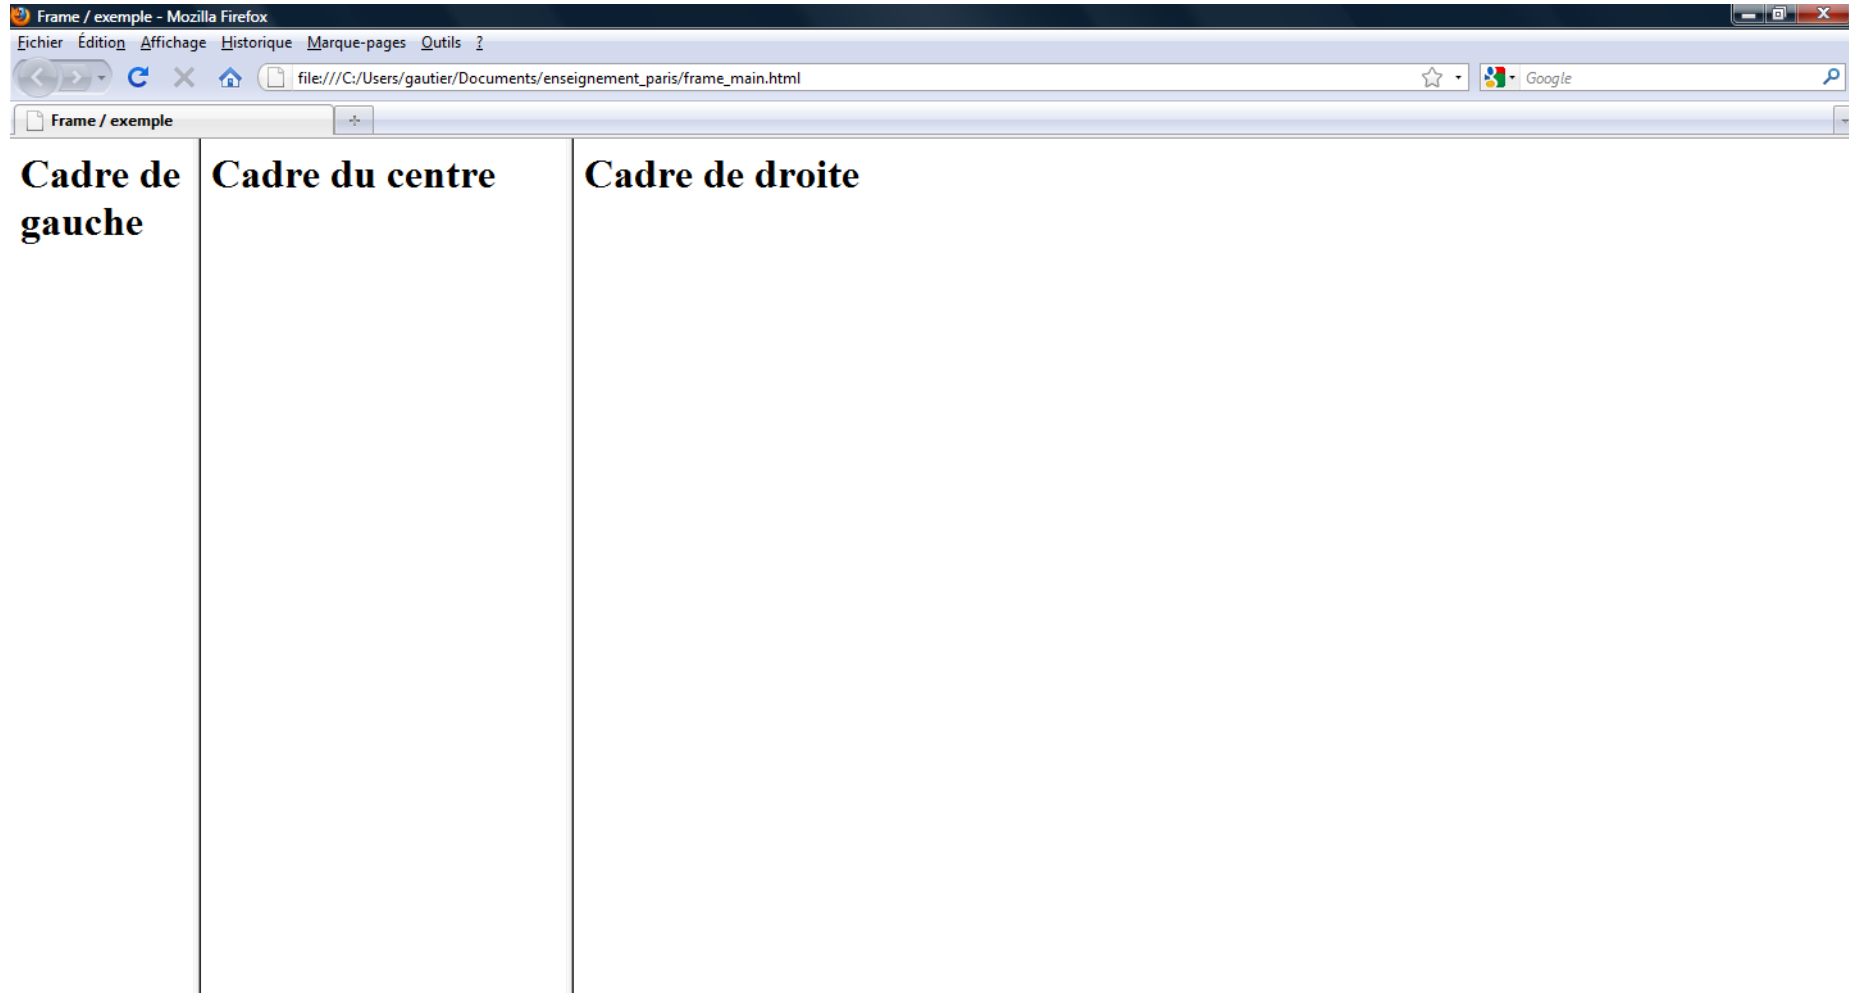 Frame / exemple - Mozilla Firefox
Fichier Édition Affichage Historique Marque-pages Outils ?
file:///C:/Users/gautier/Documents/enseignement_paris/frame_main.html
Google
Frame / exemple
Cadre de
gauche
Cadre du centre
Cadre de droite